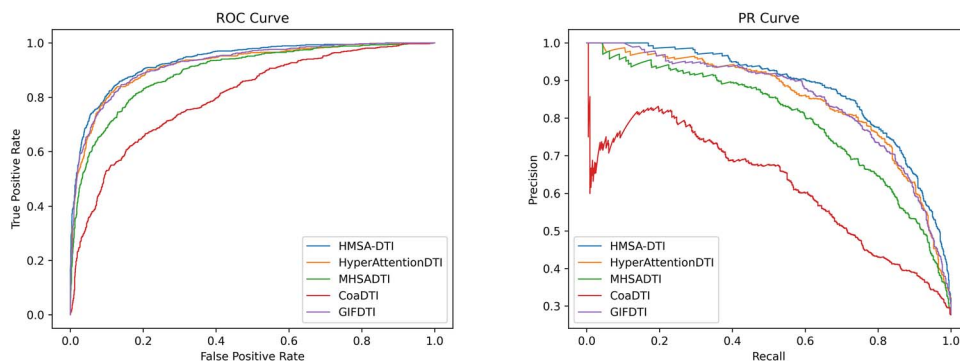 ROC Curve
True Positive Rate
1.0
0.8
0.6
0.4
0.2
0.0
0.0 0.2 0.4 0.6 0.8 1.0
False Positive Rate
HMSA-DTI
HyperAttentionDTI
MHSADTI
CoaDTI
GIFDTI
PR Curve
Precision
1.0
0.9
0.8
0.7
0.6
0.5
0.4
0.3
0.0 0.2 0.4 0.6 0.8 1.0
Recall
HMSA-DTI
HyperAttentionDTI
MHSADTI
CoaDTI
GIFDTI